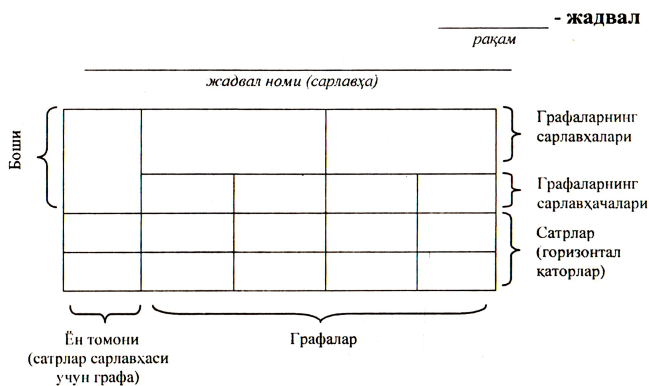 - жадвал
рақам
жадвал номи (сарлавҳа)
Боши
Графаларнинг
сарлавҳалари
Графаларнинг
сарлавҳачалари
Сатрлар
(горизонтал
қаторлар)
Ён томони
(сатрлар сарлавҳаси
учун графа)
Графалар